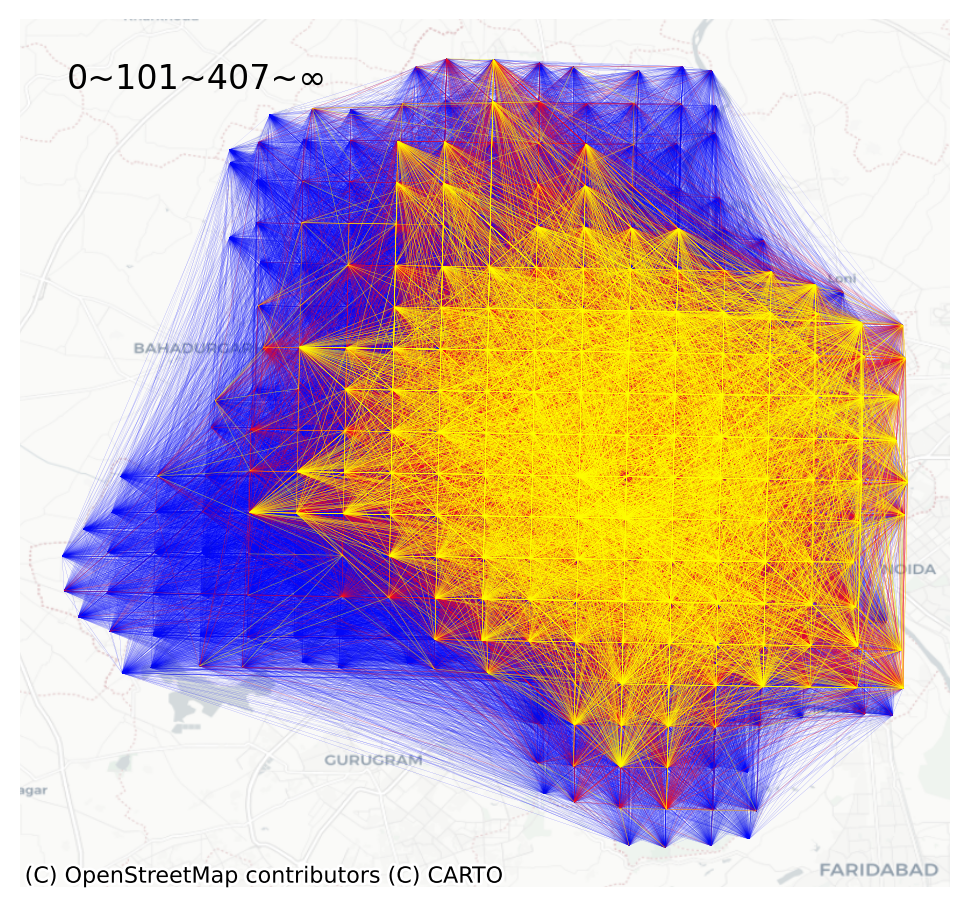 0~101~407~∞
Loni
BAHADURGARH
NOIDA
GURUGRAM
agar
FARIDABAD
(C) OpenStreetMap contributors (C) CARTO